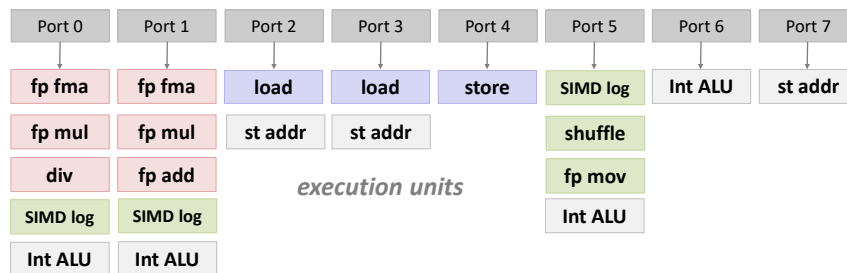 Port 0 Port 1 Port 2 Port 3 Port 4 Port 5 Port 6 Port 7
fp fma fp fma load load store SIMD log Int ALU st addr
fp mul fp mul st addr st addr shuffle
div fp add execution units fp mov
SIMD log SIMD log Int ALU
Int ALU Int ALU